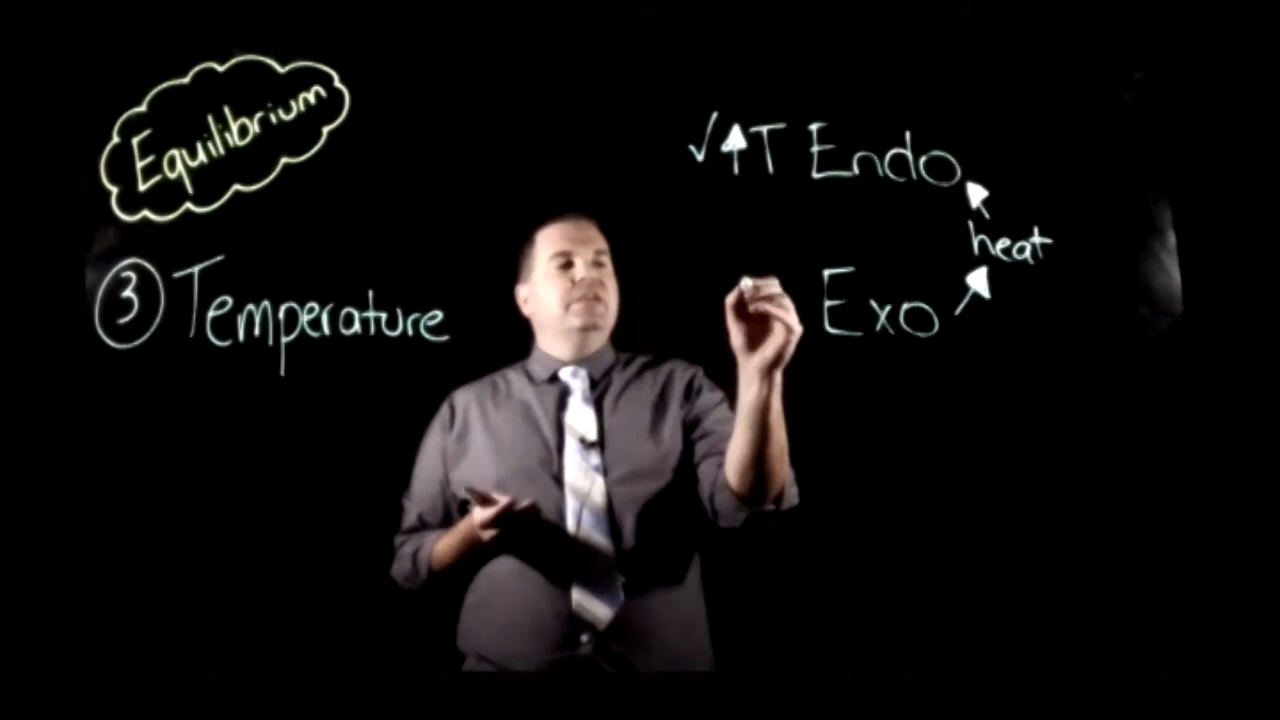 Equilibrium
③ Temperature
√↑T Endo
heat
Exo